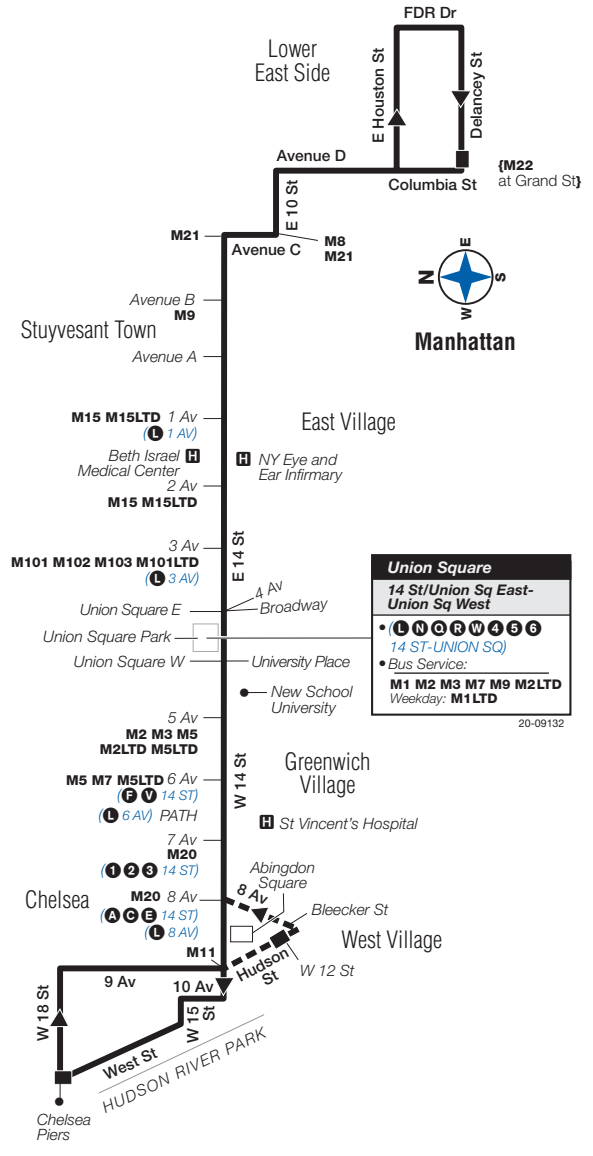 FDR Dr
Lower
East Side
E Houston St
Delancey St
Avenue D
Columbia St
{M22
at Grand St}
E 10 St
M21
Avenue C
M8
M21
E
N
S
W
Manhattan
Avenue B
M9
Stuyvesant Town
Avenue A
M15 M15LTD 1 Av
(L 1 AV)
East Village
Beth Israel H
Medical Center
H NY Eye and
Ear Infirmary
2 Av
M15 M15LTD
E 14 St
3 Av
M101 M102 M103 M101LTD
(L 3 AV)
4 Av
Union Square E
Broadway
Union Square Park
Union Square W
University Place
Union Square
14 St/Union Sq East-
Union Sq West
• (L N Q R W 4 5 6
14 ST-UNION SQ)
• Bus Service:
M1 M2 M3 M7 M9 M2LTD
Weekday: M1LTD
20-09132
New School
University
5 Av
M2 M3 M5
M2LTD M5LTD
W 14 St
Greenwich
Village
M5 M7 M5LTD 6 Av
(F V 14 ST)
(L 6 AV) PATH
H St Vincent's Hospital
7 Av
M20
(1 2 3 14 ST)
Abingdon
Square
Chelsea
M20 8 Av
(A C E 14 ST)
(L 8 AV)
8 Av
Bleecker St
West Village
M11
Hudson
St
W 12 St
9 Av
10 Av
W 18 St
W 15
St
West St
HUDSON RIVER PARK
Chelsea
Piers